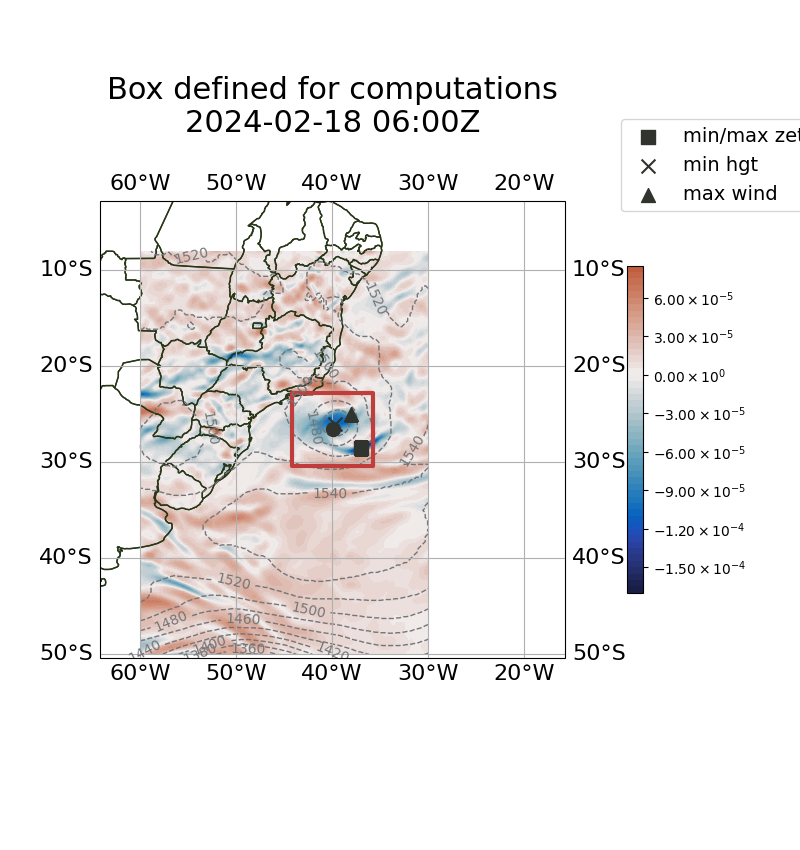 Box defined for computations
2024-02-18 06:00Z
min/max zet
min hgt
max wind
60°W 50°W 40°W 30°W 20°W
10°S 10°S
20°S 20°S
30°S 30°S
40°S 40°S
50°S 50°S
60°W 50°W 40°W 30°W 20°W
6.00 × 10⁻⁵
3.00 × 10⁻⁵
0.00 × 10⁰
−3.00 × 10⁻⁵
−6.00 × 10⁻⁵
−9.00 × 10⁻⁵
−1.20 × 10⁻⁴
−1.50 × 10⁻⁴
1520
1520
1480
1540
1540
1520
1500
1480
1460
1440
1400
1360
1420